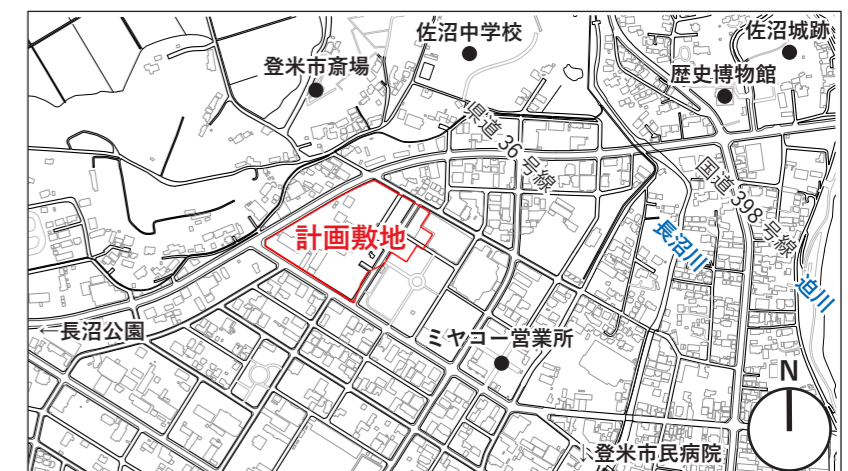 佐沼中学校
佐沼城跡
登米市斎場
歴史博物館
県道36号線
国道398号線
計画敷地
長沼川
迫川
←長沼公園
ミヤコー営業所
N
登米市民病院